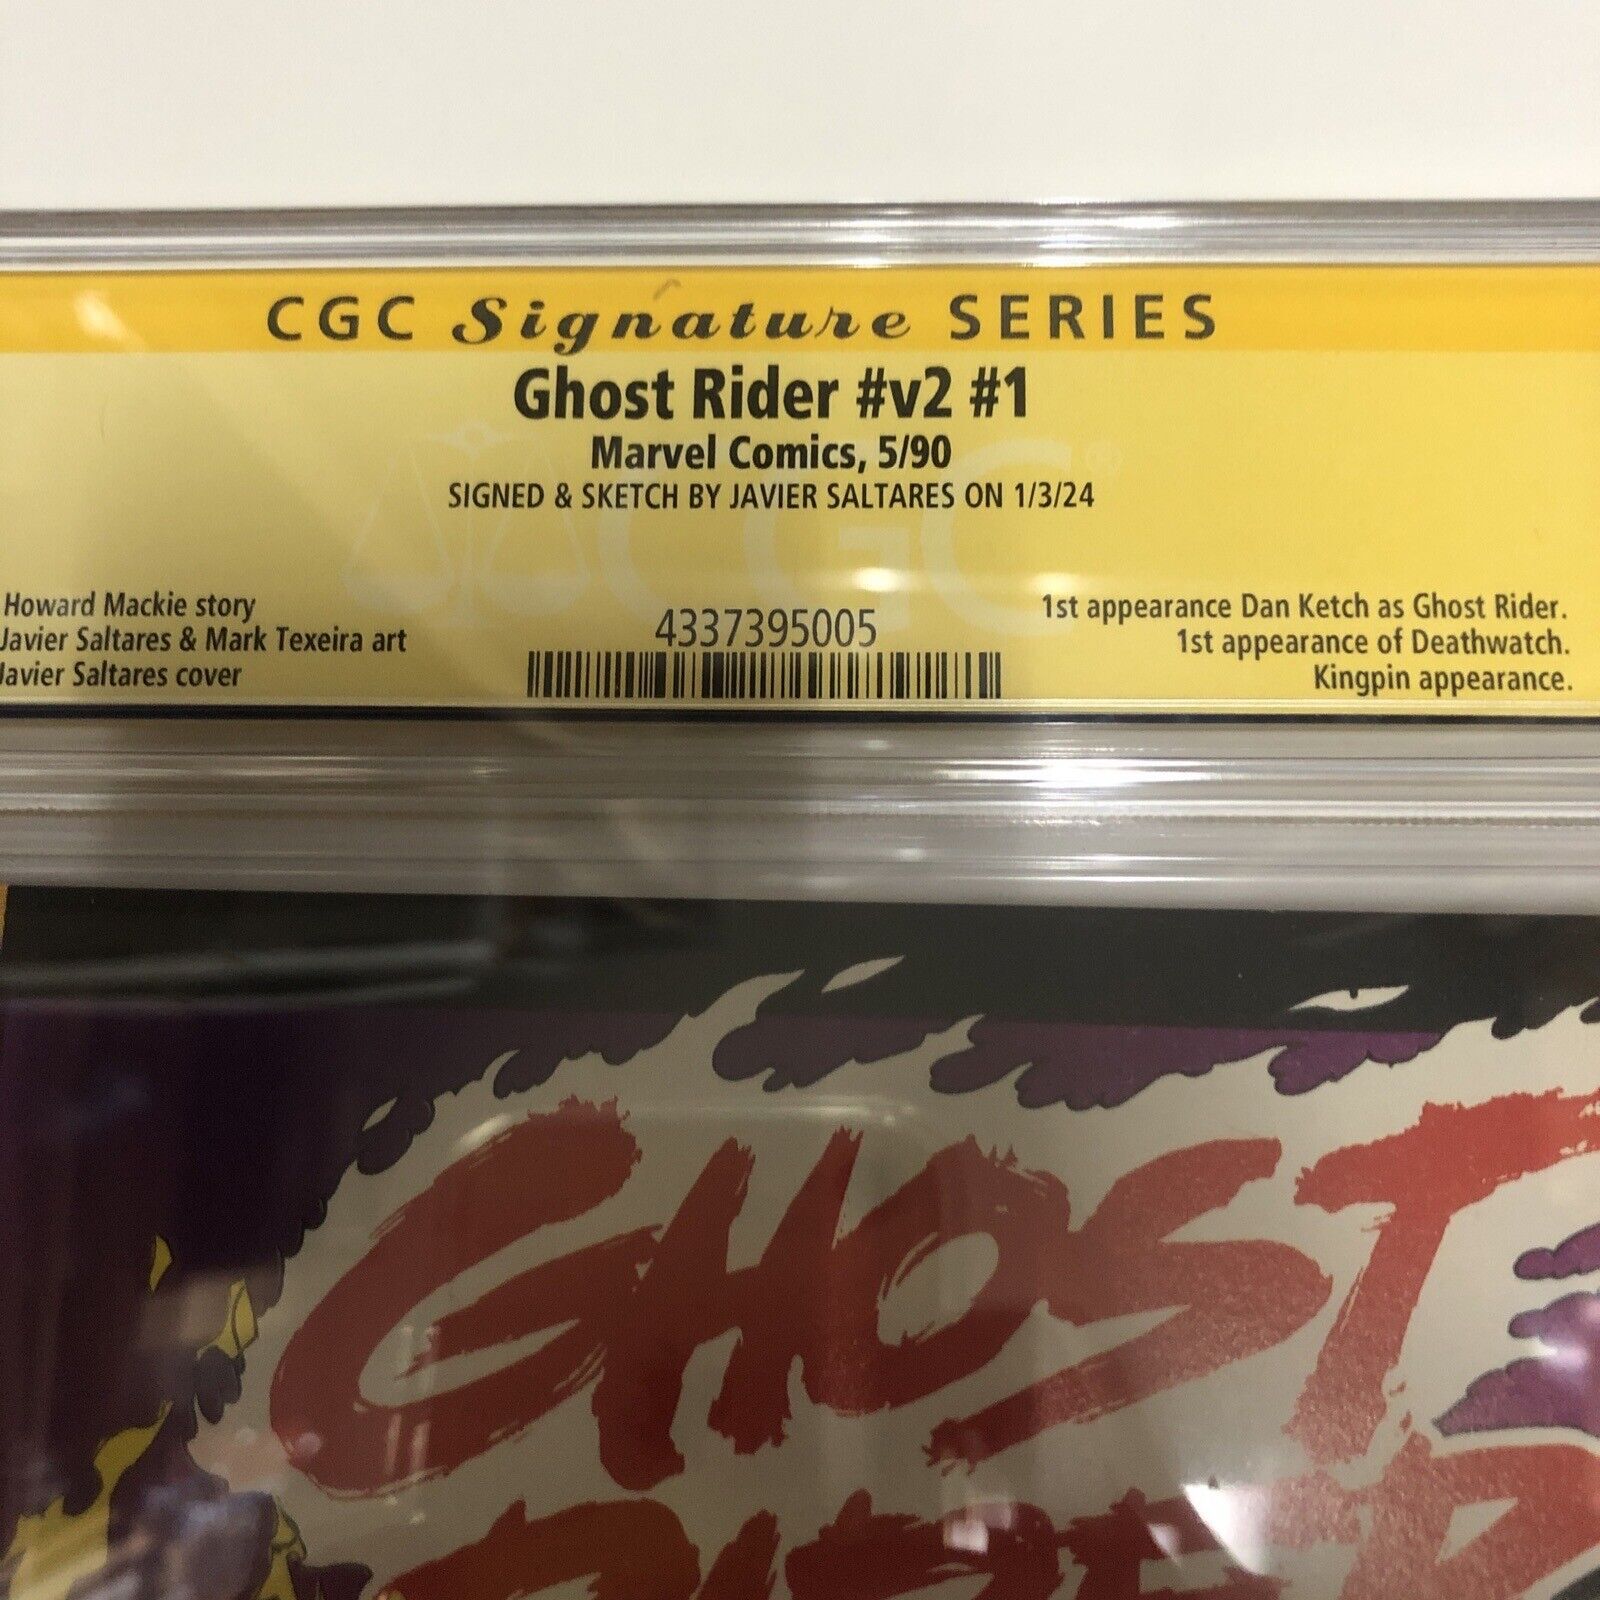 CGC Signature SERIES
Ghost Rider #v2 #1
Marvel Comics, 5/90
SIGNED & SKETCH BY JAVIER SALTARES ON 1/3/24
Howard Mackie story
Javier Saltares & Mark Texeira art
Javier Saltares cover
4337395005
1st appearance Dan Ketch as Ghost Rider.
1st appearance of Deathwatch.
Kingpin appearance.
CGC
GHOST
RIDER